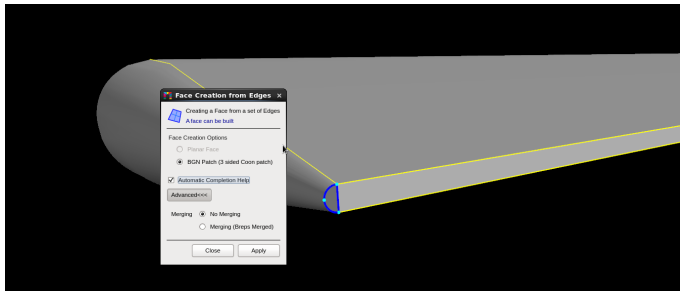 Face Creation from Edges
Creating a Face from a set of Edges
A face can be built
Face Creation Options
Planar Face
BGN Patch (3 sided Coon patch)
Automatic Completion Help
Advanced<<<
Merging No Merging
Merging (Breps Merged)
Close Apply